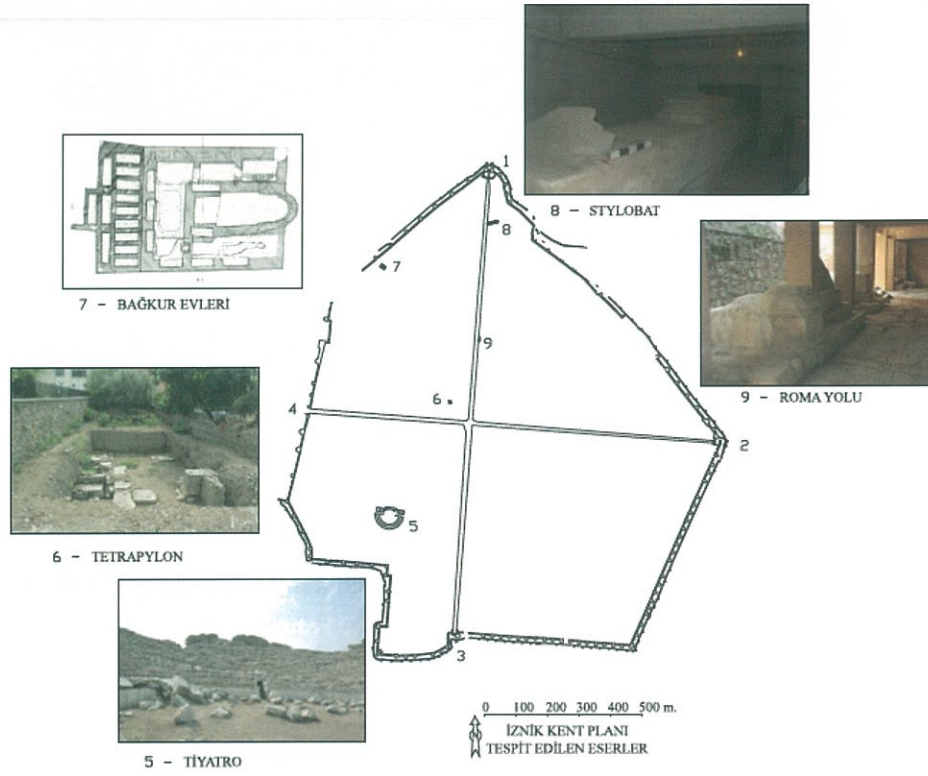 8 - STYLOBAT
7 - BAĞKUR EVLERİ
9 - ROMA YOLU
6 - TETRAPYLON
5 - TİYATRO
1
8
7
9
6
4
2
5
3
0 100 200 300 400 500 m.
İZNİK KENT PLANI
TESPİT EDİLEN ESERLER